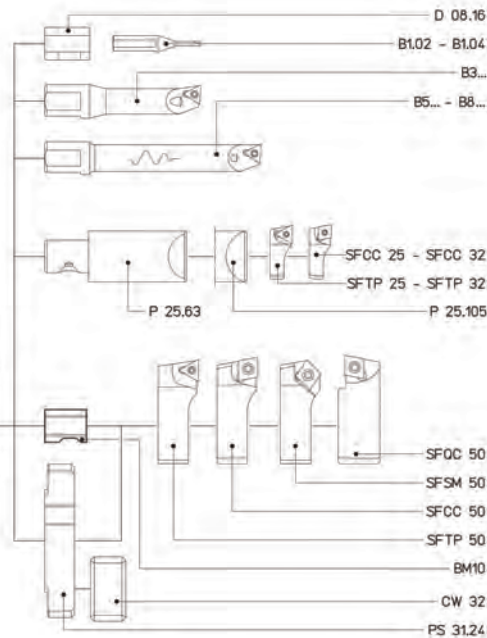 D 08.16
B1.02 - B1.04
B3...
B5... - B8...
SFCC 25 - SFCC 32
SFTP 25 - SFTP 32
P 25.63
P 25.105
SFQC 50
SFSM 50
SFCC 50
SFTP 50
BM10
CW 32
PS 31.24